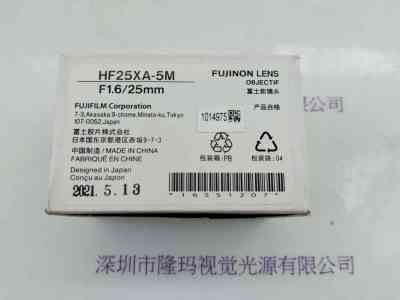 HF25XA-5M
F1.6/25mm
FUJINON LENS
OBJECTIF
富士能镜头
FUJIFILM Corporation
7-3, Akasaka 9-chome, Minato-ku, Tokyo
107-0052, Japan
富士胶片株式会社
日本国东京都港区赤坂9-7-3
产品合格
1014975
中国制造 / MADE IN CHINA
FABRIQUÉ EN CHINE
包装箱:PB
包装袋:04
Designed in Japan
Conçu au Japon
2021.5.13
*16351207*
深圳市隆玛视觉光源有限公司